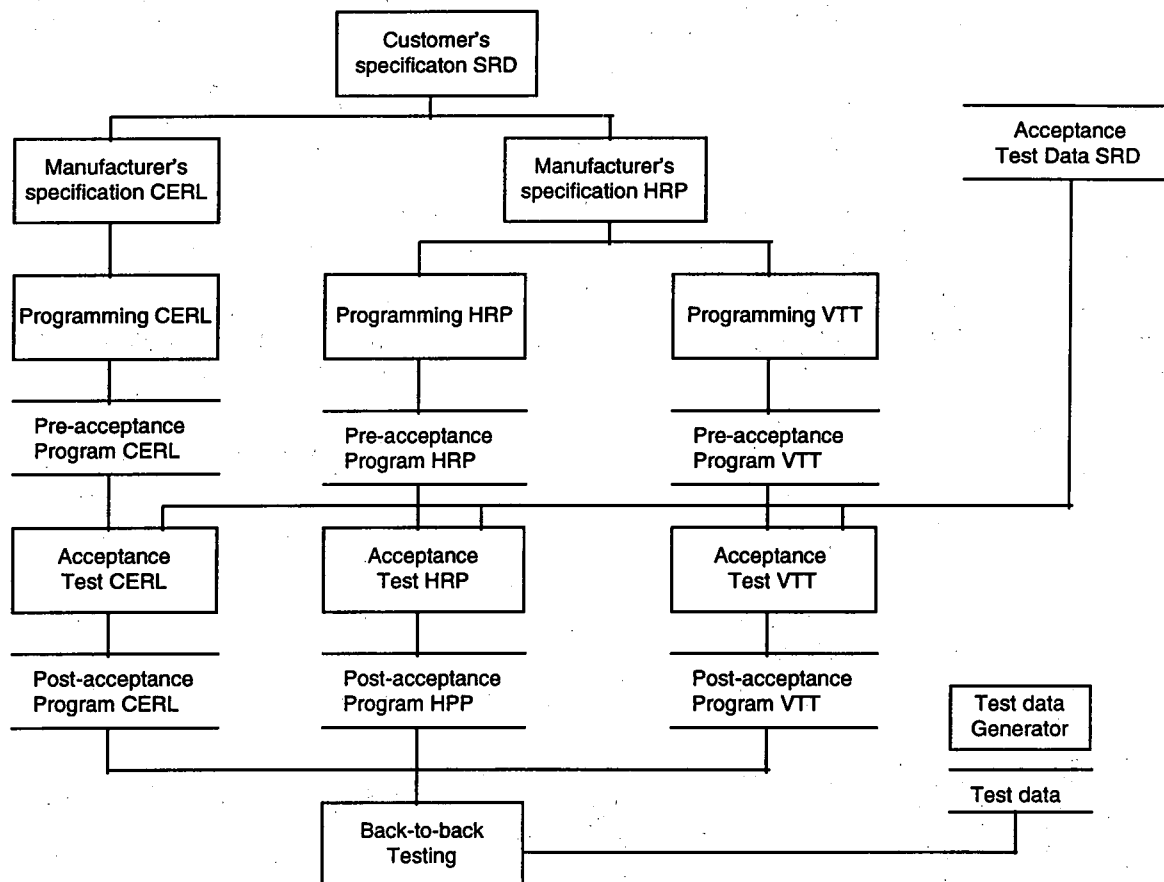 Customer's
specificaton SRD
Acceptance
Test Data SRD
Manufacturer's
specification CERL
Manufacturer's
specification HRP
Programming CERL
Programming HRP
Programming VTT
Pre-acceptance
Program CERL
Pre-acceptance
Program HRP
Pre-acceptance
Program VTT
Acceptance
Test CERL
Acceptance
Test HRP
Acceptance
Test VTT
Post-acceptance
Program CERL
Post-acceptance
Program HPP
Post-acceptance
Program VTT
Test data
Generator
Test data
Back-to-back
Testing